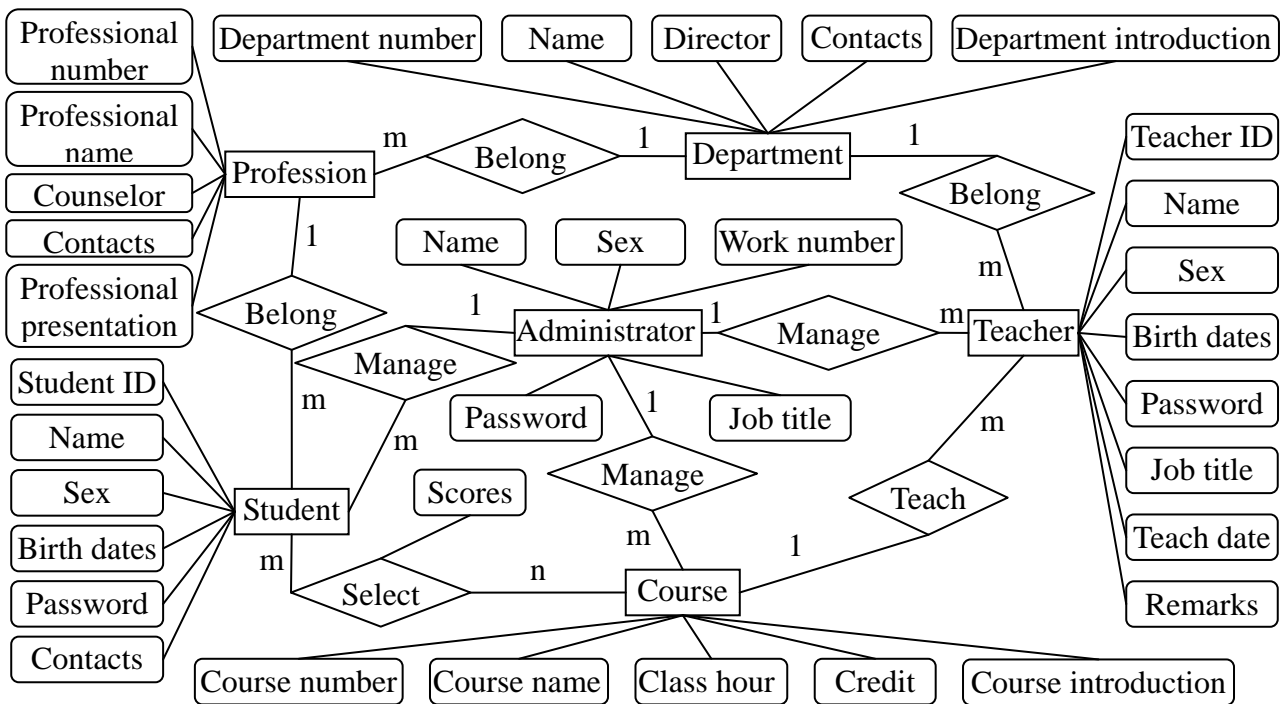 Professional
number
Department number
Name
Director
Contacts
Department introduction
Professional
name
m
Belong
1
Department
1
Teacher ID
Profession
Counselor
Belong
Name
Contacts
1
Name
Sex
Work number
m
Sex
Professional
presentation
Belong
1
Administrator
1
Manage
m
Teacher
Birth dates
Manage
Student ID
m
Password
1
Job title
m
Password
Name
m
Manage
Job title
Sex
Scores
Teach
Student
Teach date
Birth dates
m
m
1
n
Course
Remarks
Password
Select
Contacts
Course number
Course name
Class hour
Credit
Course introduction